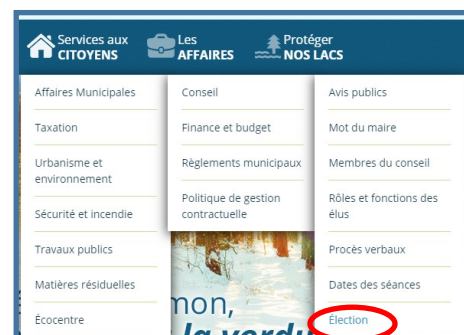 Services aux
CITOYENS
Les
AFFAIRES
Protéger
NOS LACS
Affaires Municipales
Taxation
Urbanisme et
environnement
Sécurité et incendie
Travaux publics
Matières résiduelles
Écocentre
Conseil
Finance et budget
Règlements municipaux
Politique de gestion
contractuelle
Avis publics
Mot du maire
Membres du conseil
Rôles et fonctions des
élus
Procès verbaux
Dates des séances
Élection
mon,
la verdu